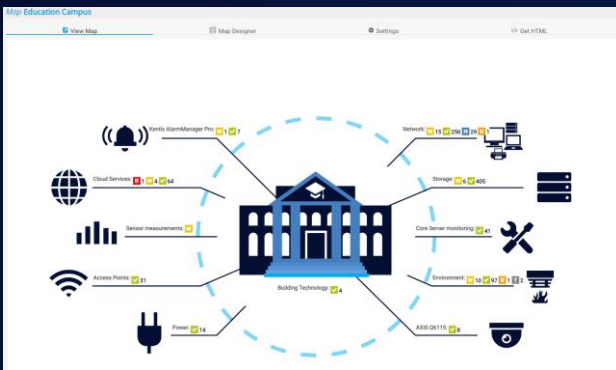 Map Education Campus
View Map
Map Designer
Settings
Get HTML
Kentix AlarmManager Pro: W 1 7
Network: W 15 256 29 1
Cloud Services: 1 W 4 64
Storage: W 6 405
Sensor measurements: W
Core Server monitoring: 41
Access Points: 21
Environment: W 10 97 1 2
Building Technology: 4
Power: 14
AXIS Q6115: 8